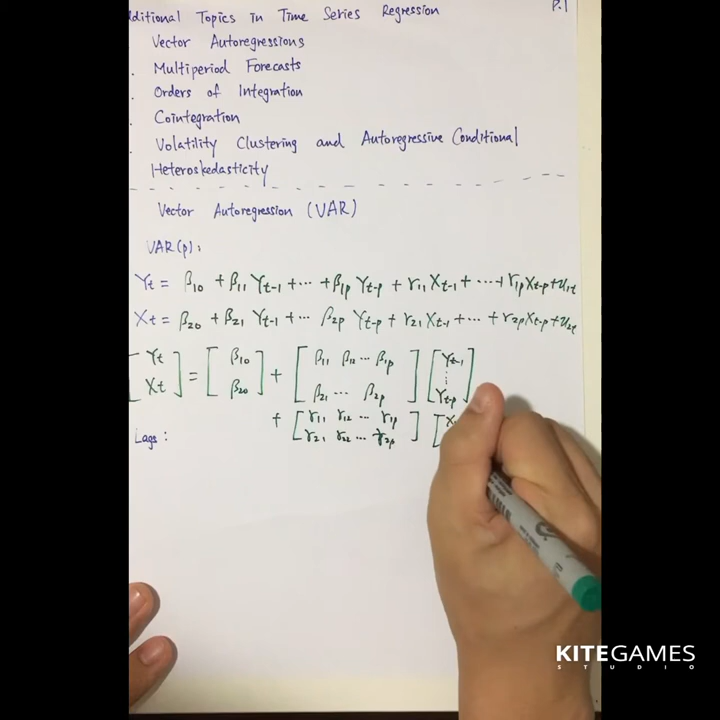 dditional Topics in Time Series Regression P.1
Vector Autoregressions
. Multiperiod Forecasts
. Orders of Integration
. Cointegration
. Volatility Clustering and Autoregressive Conditional
Heteroskedasticity
Vector Autoregression (VAR)
VAR(p):
Yt = β10 + β11 Yt-1 + ... + β1p Yt-p + γ11 Xt-1 + ... + γ1p Xt-p + u1t
Xt = β20 + β21 Yt-1 + ... β2p Yt-p + γ21 Xt-1 + ... + γ2p Xt-p + u2t
[Yt Xt] = [β10 β20] + [β11 β12 ... β1p β21 ... β2p] [Yt-1 ⋮ Yt-p]
+ [γ11 γ12 ... γ1p γ21 γ22 ... γ2p] [X
Lags:
KITEGAMES
STUDIO